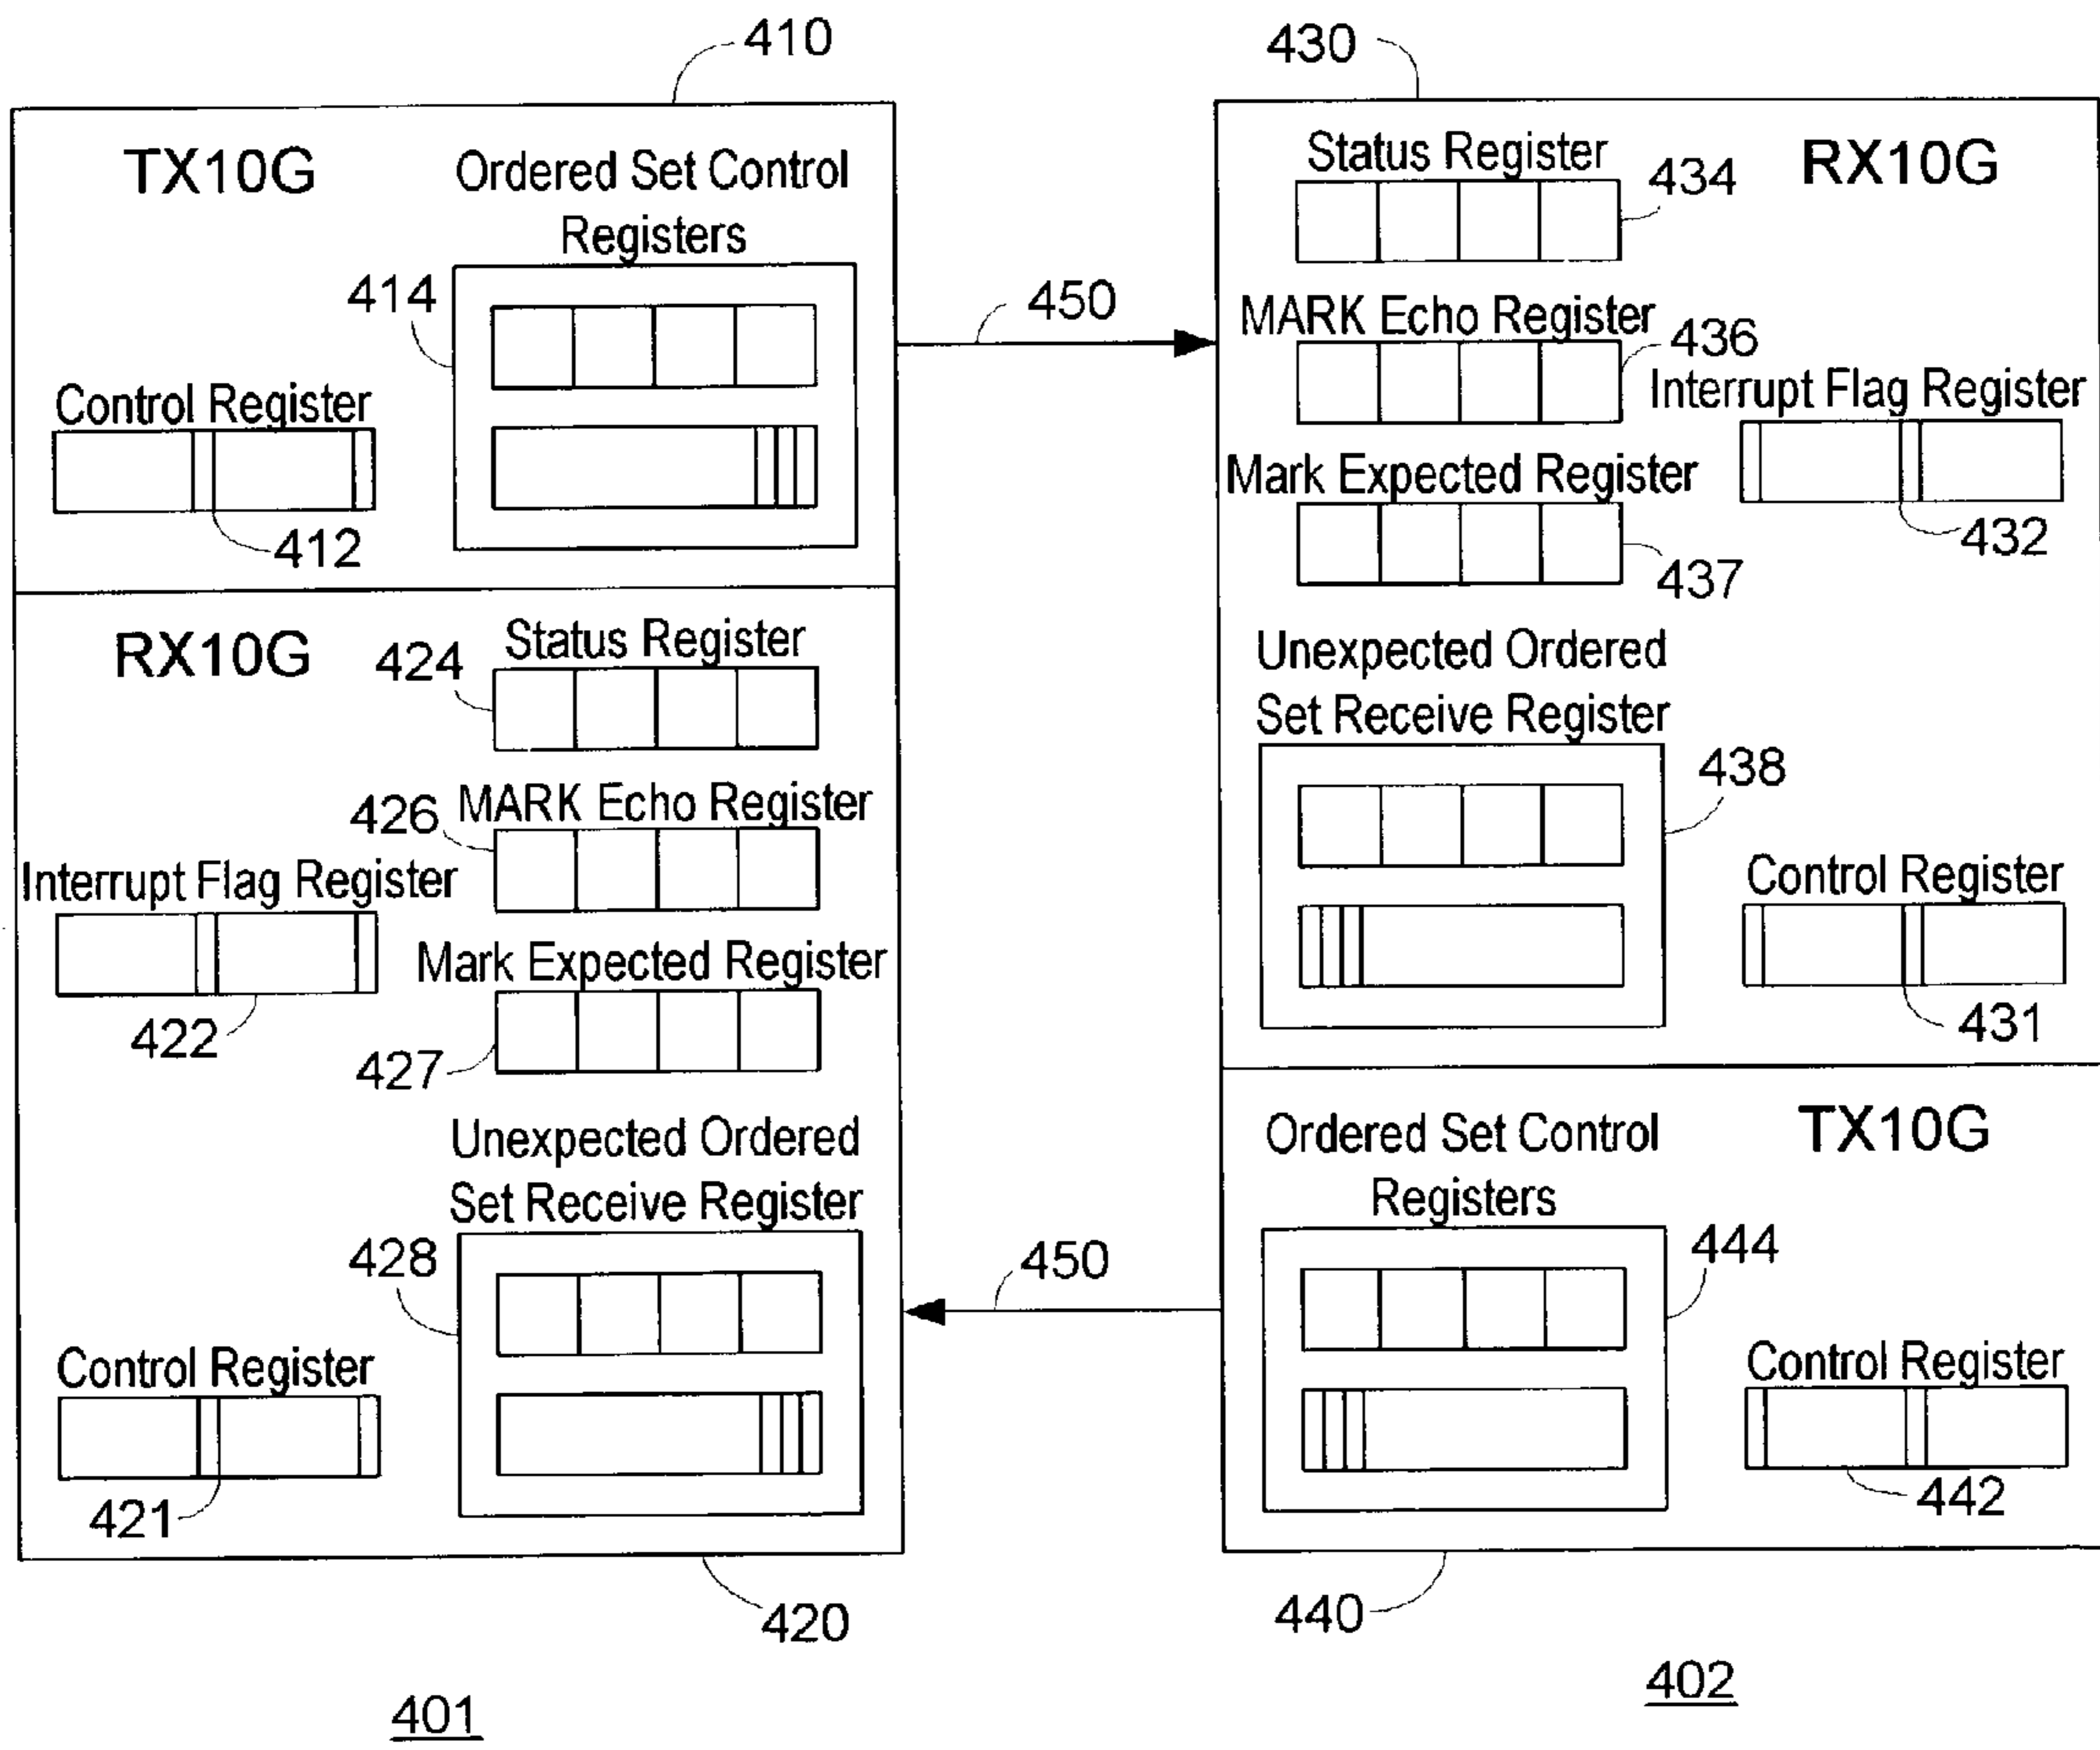 410
430
TX10G
Ordered Set Control
Registers
414
Control Register
412
450
Status Register
434
RX10G
MARK Echo Register
436
Interrupt Flag Register
432
Mark Expected Register
437
RX10G
Status Register
424
MARK Echo Register
426
Interrupt Flag Register
422
Mark Expected Register
427
Unexpected Ordered
Set Receive Register
428
Control Register
421
420
Unexpected Ordered
Set Receive Register
438
Control Register
431
450
TX10G
Ordered Set Control
Registers
444
Control Register
442
440
401
402